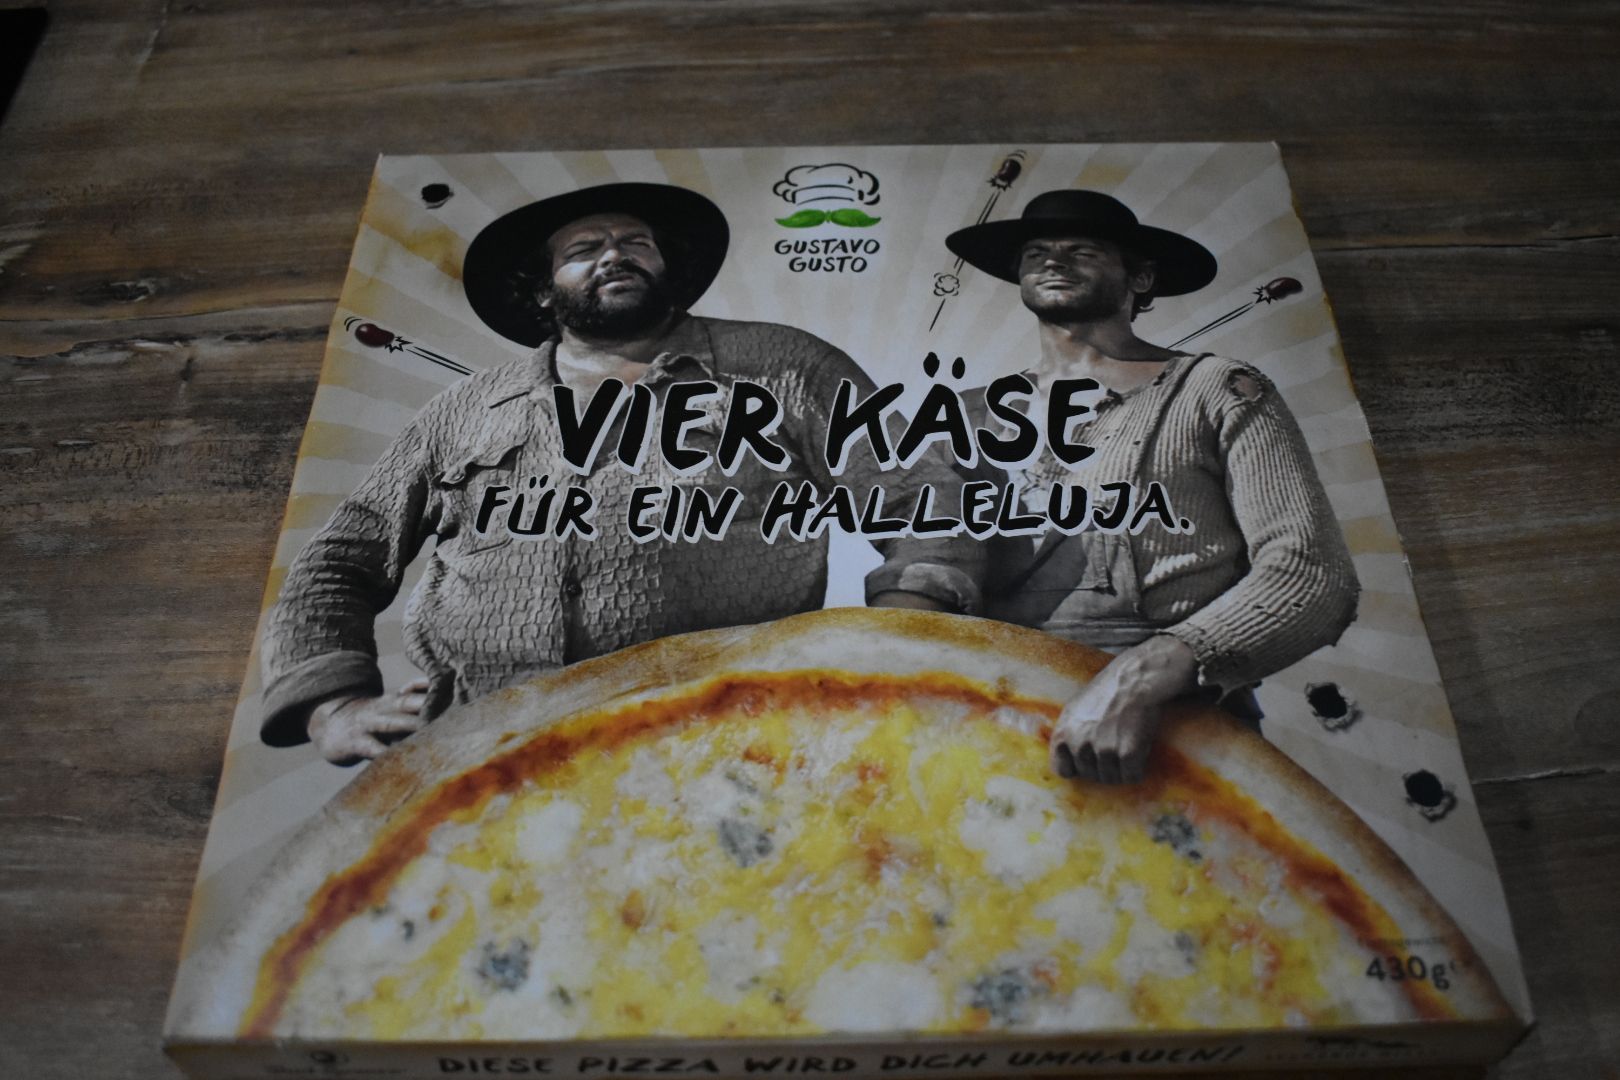 GUSTAVO
GUSTO
VIER KÄSE
FÜR EIN HALLELUJA.
430g
DIESE PIZZA WIRD DICH UMHAUEN!